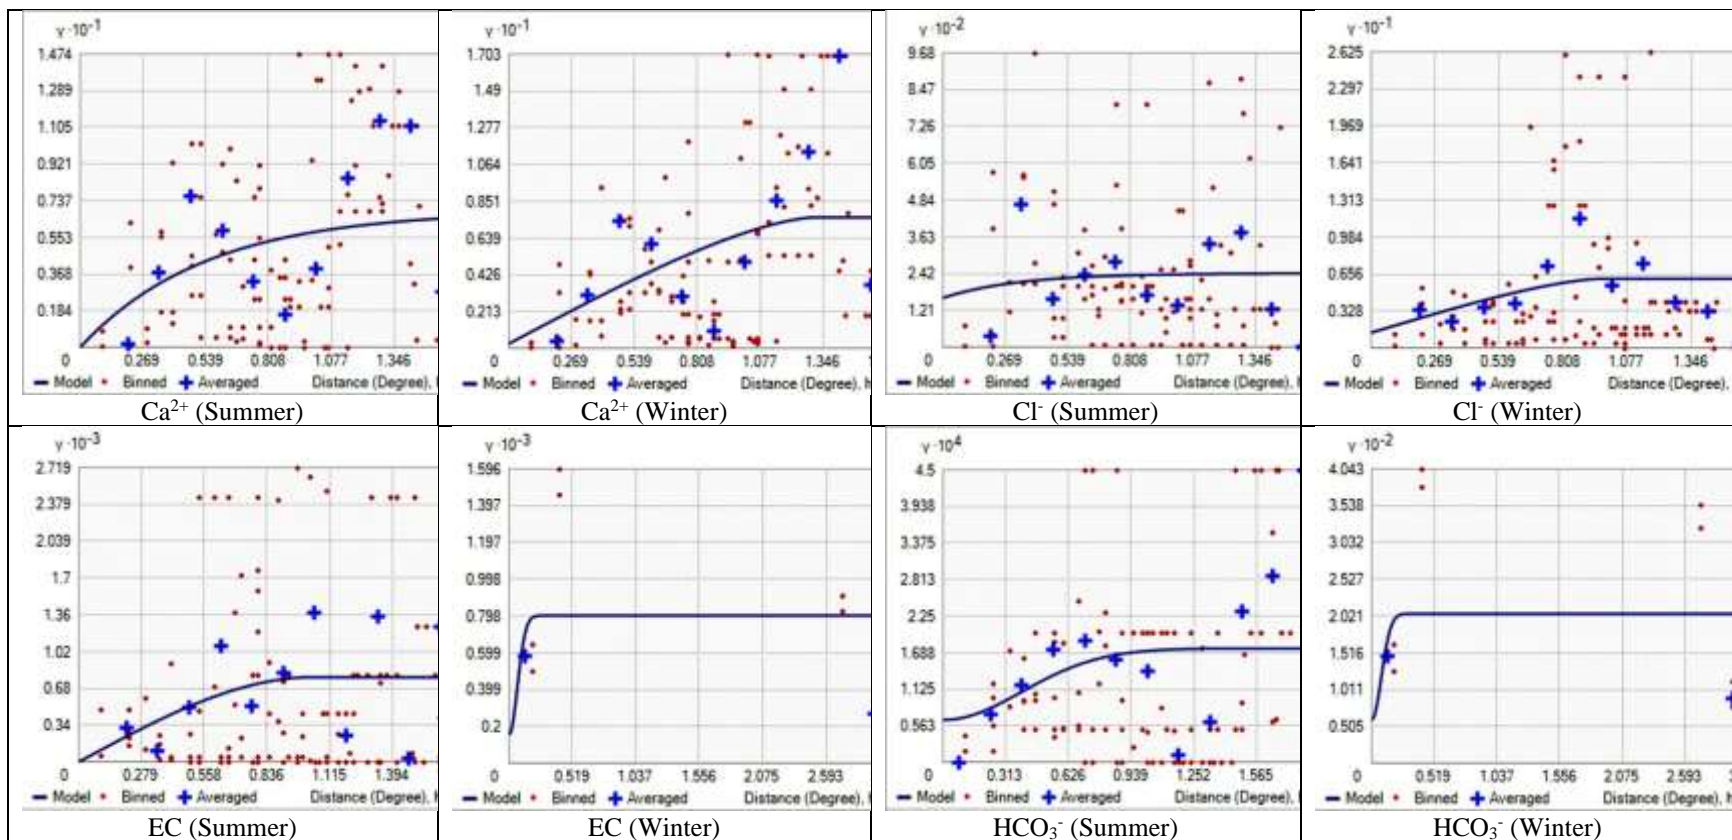 γ·10⁻¹
1.474
1.289
1.105
0.921
0.737
0.553
0.368
0.184
0 0.269 0.539 0.808 1.077 1.346
Model Binned Averaged Distance (Degree),
Ca²⁺ (Summer)
γ·10⁻¹
1.703
1.49
1.277
1.064
0.851
0.639
0.426
0.213
0 0.269 0.539 0.808 1.077 1.346
Model Binned Averaged Distance (Degree),
Ca²⁺ (Winter)
γ·10⁻²
9.68
8.47
7.26
6.05
4.84
3.63
2.42
1.21
0 0.269 0.539 0.808 1.077 1.346
Model Binned Averaged Distance (Degree),
Cl⁻ (Summer)
γ·10⁻¹
2.625
2.297
1.969
1.641
1.313
0.984
0.656
0.328
0 0.269 0.539 0.808 1.077 1.346
Model Binned Averaged Distance (Degree),
Cl⁻ (Winter)
γ·10⁻³
2.719
2.379
2.039
1.7
1.36
1.02
0.68
0.34
0 0.279 0.558 0.836 1.115 1.394
Model Binned Averaged Distance (Degree),
EC (Summer)
γ·10⁻³
1.596
1.397
1.197
0.998
0.798
0.599
0.399
0.2
0 0.519 1.037 1.556 2.075 2.593
Model Binned Averaged Distance (Degree),
EC (Winter)
γ·10⁴
4.5
3.938
3.375
2.813
2.25
1.688
1.125
0.563
0 0.313 0.626 0.939 1.252 1.565
Model Binned Averaged Distance (Degree),
HCO₃⁻ (Summer)
γ·10⁻²
4.043
3.538
3.032
2.527
2.021
1.516
1.011
0.505
0 0.519 1.037 1.556 2.075 2.593
Model Binned Averaged Distance (Degree),
HCO₃⁻ (Winter)